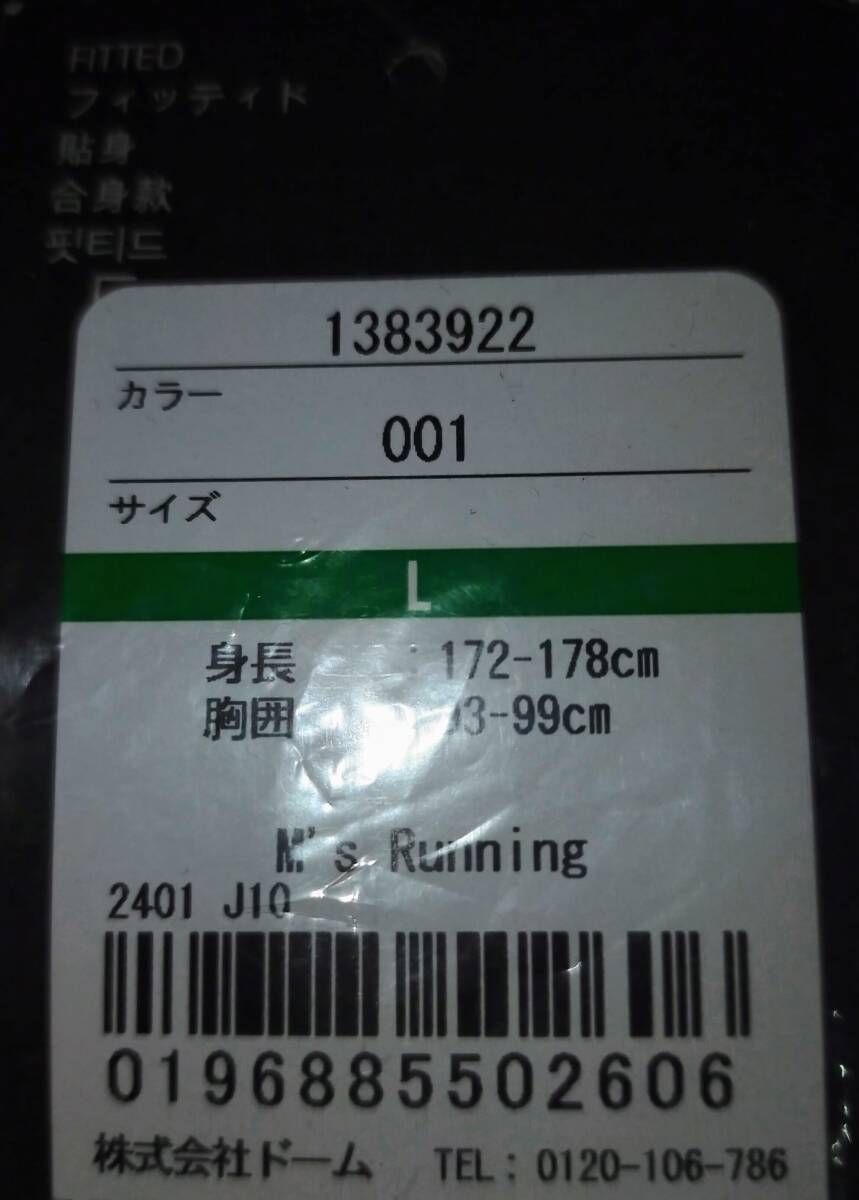 FITTED
フィッティド
貼身
合身款
핏티드
1383922
カラー
001
サイズ
L
身長 : 172-178cm
胸囲 3-99cm
M's Running
2401 J10
0196885502606
株式会社ドーム TEL: 0120-106-786